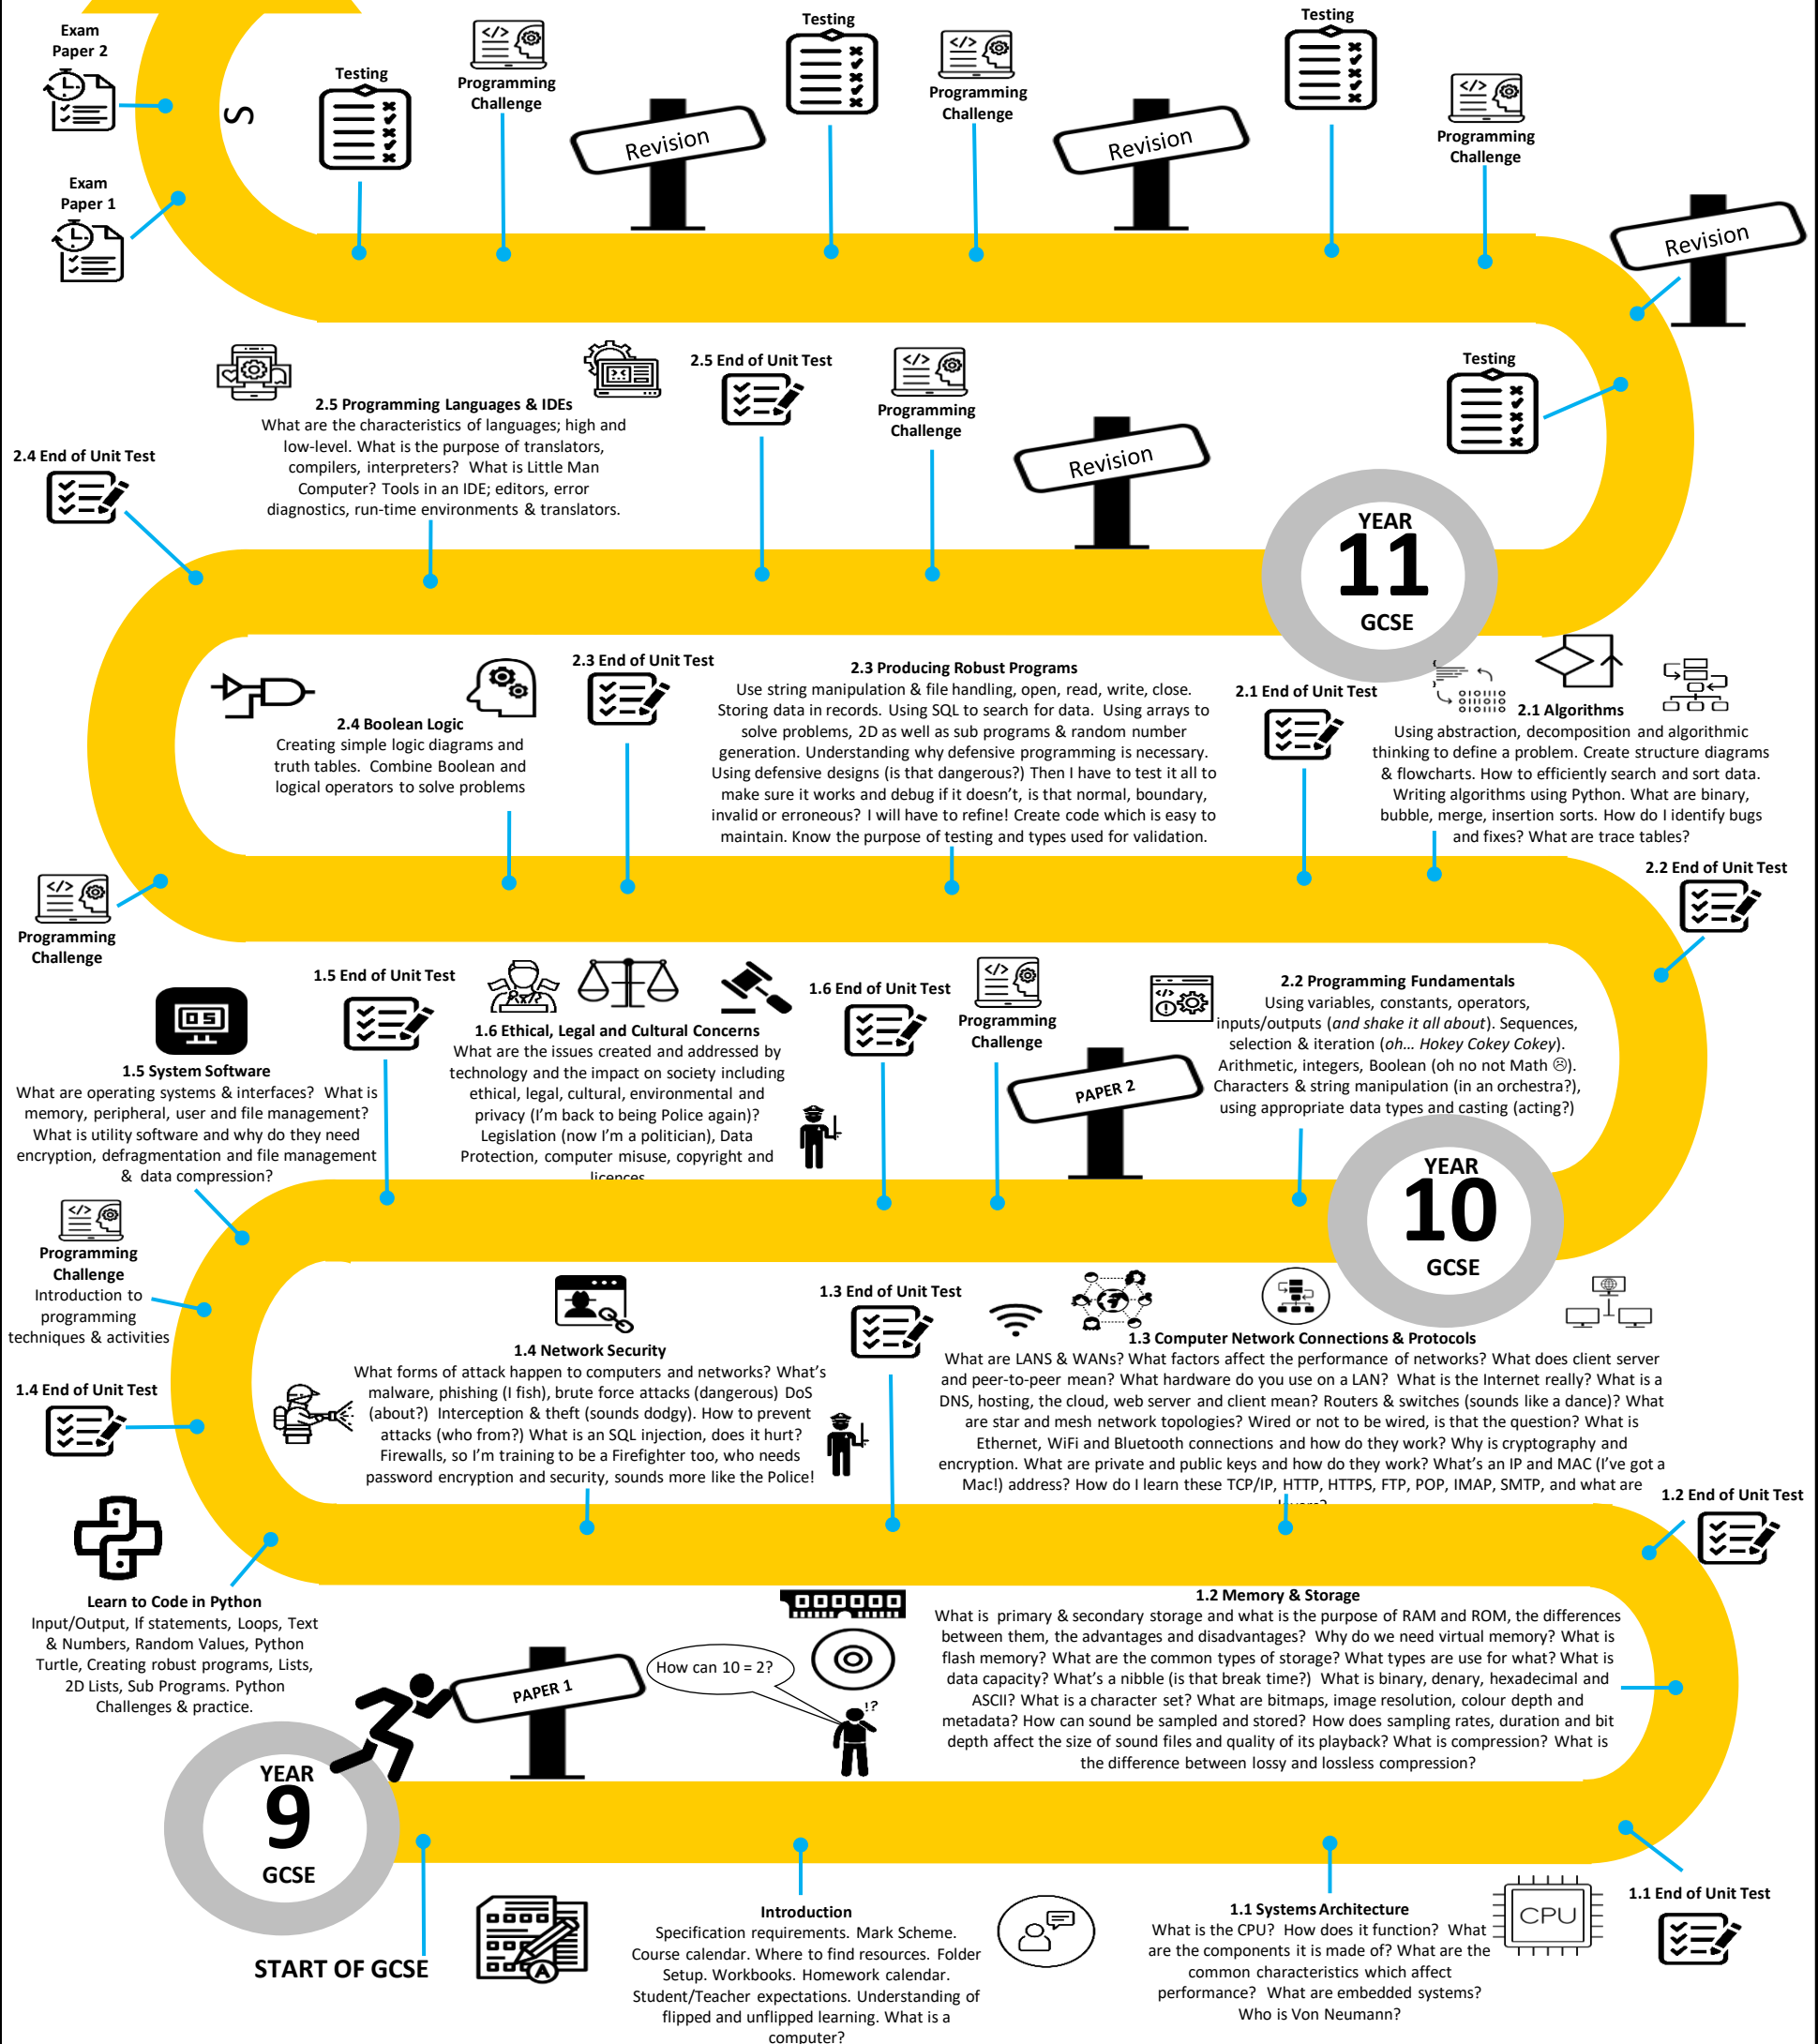 Exam
Paper 2
S
Testing
Programming
Challenge
Revision
Testing
Programming
Challenge
Revision
Testing
Programming
Challenge
Exam
Paper 1
Revision
2.5 Programming Languages & IDEs
What are the characteristics of languages; high and
low-level. What is the purpose of translators,
compilers, interpreters?  What is Little Man
Computer? Tools in an IDE; editors, error
diagnostics, run-time environments & translators.
2.5 End of Unit Test
Programming
Challenge
Revision
Testing
2.4 End of Unit Test
YEAR
11
GCSE
2.4 Boolean Logic
Creating simple logic diagrams and
truth tables.  Combine Boolean and
logical operators to solve problems
2.3 End of Unit Test
2.3 Producing Robust Programs
Use string manipulation & file handling, open, read, write, close.
Storing data in records. Using SQL to search for data.  Using arrays to
solve problems, 2D as well as sub programs & random number
generation. Understanding why defensive programming is necessary.
Using defensive designs (is that dangerous?) Then I have to test it all to
make sure it works and debug if it doesn't, is that normal, boundary,
invalid or erroneous? I will have to refine! Create code which is easy to
maintain. Know the purpose of testing and types used for validation.
2.1 End of Unit Test
2.1 Algorithms
Using abstraction, decomposition and algorithmic
thinking to define a problem. Create structure diagrams
& flowcharts. How to efficiently search and sort data.
Writing algorithms using Python. What are binary,
bubble, merge, insertion sorts. How do I identify bugs
and fixes? What are trace tables?
Programming
Challenge
2.2 End of Unit Test
1.5 System Software
What are operating systems & interfaces?  What is
memory, peripheral, user and file management?
What is utility software and why do they need
encryption, defragmentation and file management
& data compression?
1.5 End of Unit Test
1.6 Ethical, Legal and Cultural Concerns
What are the issues created and addressed by
technology and the impact on society including
ethical, legal, cultural, environmental and
privacy (I'm back to being Police again)?
Legislation (now I'm a politician), Data
Protection, computer misuse, copyright and
licences
1.6 End of Unit Test
Programming
Challenge
PAPER 2
2.2 Programming Fundamentals
Using variables, constants, operators,
inputs/outputs (and shake it all about). Sequences,
selection & iteration (oh… Hokey Cokey Cokey).
Arithmetic, integers, Boolean (oh no not Math ☹).
Characters & string manipulation (in an orchestra?),
using appropriate data types and casting (acting?)
YEAR
10
GCSE
Programming
Challenge
Introduction to
programming
techniques & activities
1.4 End of Unit Test
1.4 Network Security
What forms of attack happen to computers and networks? What's
malware, phishing (I fish), brute force attacks (dangerous) DoS
(about?)  Interception & theft (sounds dodgy). How to prevent
attacks (who from?) What is an SQL injection, does it hurt?
Firewalls, so I'm training to be a Firefighter too, who needs
password encryption and security, sounds more like the Police!
1.3 End of Unit Test
1.3 Computer Network Connections & Protocols
What are LANS & WANs? What factors affect the performance of networks? What does client server
and peer-to-peer mean? What hardware do you use on a LAN?  What is the Internet really? What is a
DNS, hosting, the cloud, web server and client mean? Routers & switches (sounds like a dance)? What
are star and mesh network topologies? Wired or not to be wired, is that the question? What is
Ethernet, WiFi and Bluetooth connections and how do they work? Why is cryptography and
encryption. What are private and public keys and how do they work? What's an IP and MAC (I've got a
Mac!) address? How do I learn these TCP/IP, HTTP, HTTPS, FTP, POP, IMAP, SMTP, and what are
1.2 End of Unit Test
Learn to Code in Python
Input/Output, If statements, Loops, Text
& Numbers, Random Values, Python
Turtle, Creating robust programs, Lists,
2D Lists, Sub Programs. Python
Challenges & practice.
PAPER 1
How can 10 = 2?
!?
1.2 Memory & Storage
What is  primary & secondary storage and what is the purpose of RAM and ROM, the differences
between them, the advantages and disadvantages?  Why do we need virtual memory? What is
flash memory? What are the common types of storage? What types are use for what? What is
data capacity? What's a nibble (is that break time?)  What is binary, denary, hexadecimal and
ASCII? What is a character set? What are bitmaps, image resolution, colour depth and
metadata? How can sound be sampled and stored? How does sampling rates, duration and bit
depth affect the size of sound files and quality of its playback? What is compression? What is
the difference between lossy and lossless compression?
YEAR
9
GCSE
START OF GCSE
Introduction
Specification requirements. Mark Scheme.
Course calendar. Where to find resources. Folder
Setup. Workbooks. Homework calendar.
Student/Teacher expectations. Understanding of
flipped and unflipped learning. What is a
computer?
1.1 Systems Architecture
What is the CPU?  How does it function?  What
are the components it is made of? What are the
common characteristics which affect
performance?  What are embedded systems?
Who is Von Neumann?
CPU
1.1 End of Unit Test